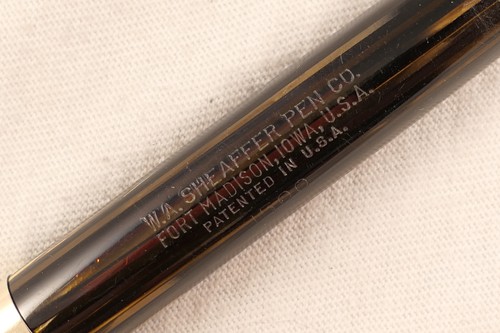 W.A. SHEAFFER PEN CO.
FORT MADISON, IOWA, U.S.A.
PATENTED IN U.S.A.